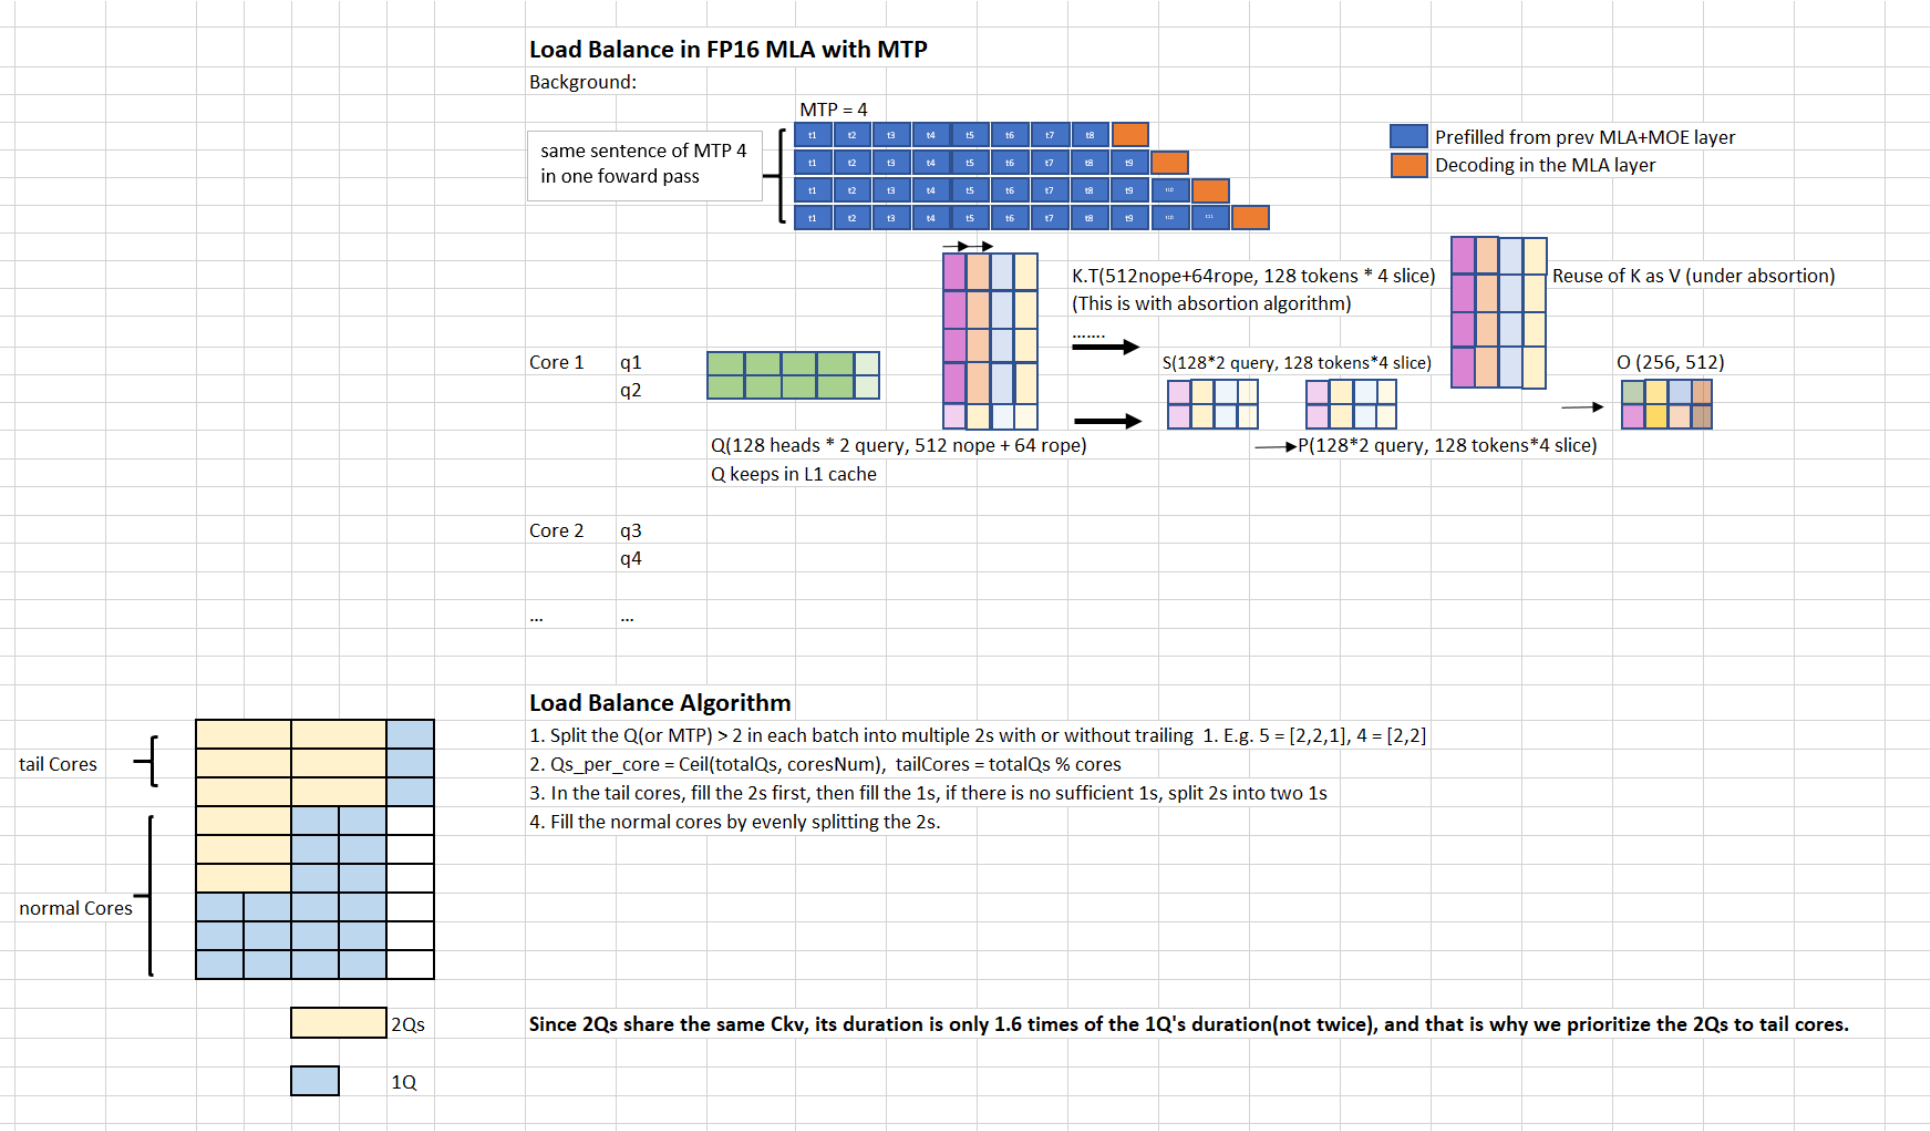 Load Balance in FP16 MLA with MTP
Background:
MTP = 4
same sentence of MTP 4
in one foward pass
t1 t2 t3 t4 t5 t6 t7 t8
t1 t2 t3 t4 t5 t6 t7 t8 t9
t1 t2 t3 t4 t5 t6 t7 t8 t9 t10
t1 t2 t3 t4 t5 t6 t7 t8 t9 t10 t11
Prefilled from prev MLA+MOE layer
Decoding in the MLA layer
K.T(512nope+64rope, 128 tokens * 4 slice)
(This is with absortion algorithm)
.......
Reuse of K as V (under absortion)
Core 1 q1
q2
S(128*2 query, 128 tokens*4 slice)
O (256, 512)
Q(128 heads * 2 query, 512 nope + 64 rope)
P(128*2 query, 128 tokens*4 slice)
Q keeps in L1 cache
Core 2 q3
q4
... ...
Load Balance Algorithm
1. Split the Q(or MTP) > 2 in each batch into multiple 2s with or without trailing 1. E.g. 5 = [2,2,1], 4 = [2,2]
2. Qs_per_core = Ceil(totalQs, coresNum), tailCores = totalQs % cores
3. In the tail cores, fill the 2s first, then fill the 1s, if there is no sufficient 1s, split 2s into two 1s
4. Fill the normal cores by evenly splitting the 2s.
tail Cores
normal Cores
2Qs
Since 2Qs share the same Ckv, its duration is only 1.6 times of the 1Q's duration(not twice), and that is why we prioritize the 2Qs to tail cores.
1Q